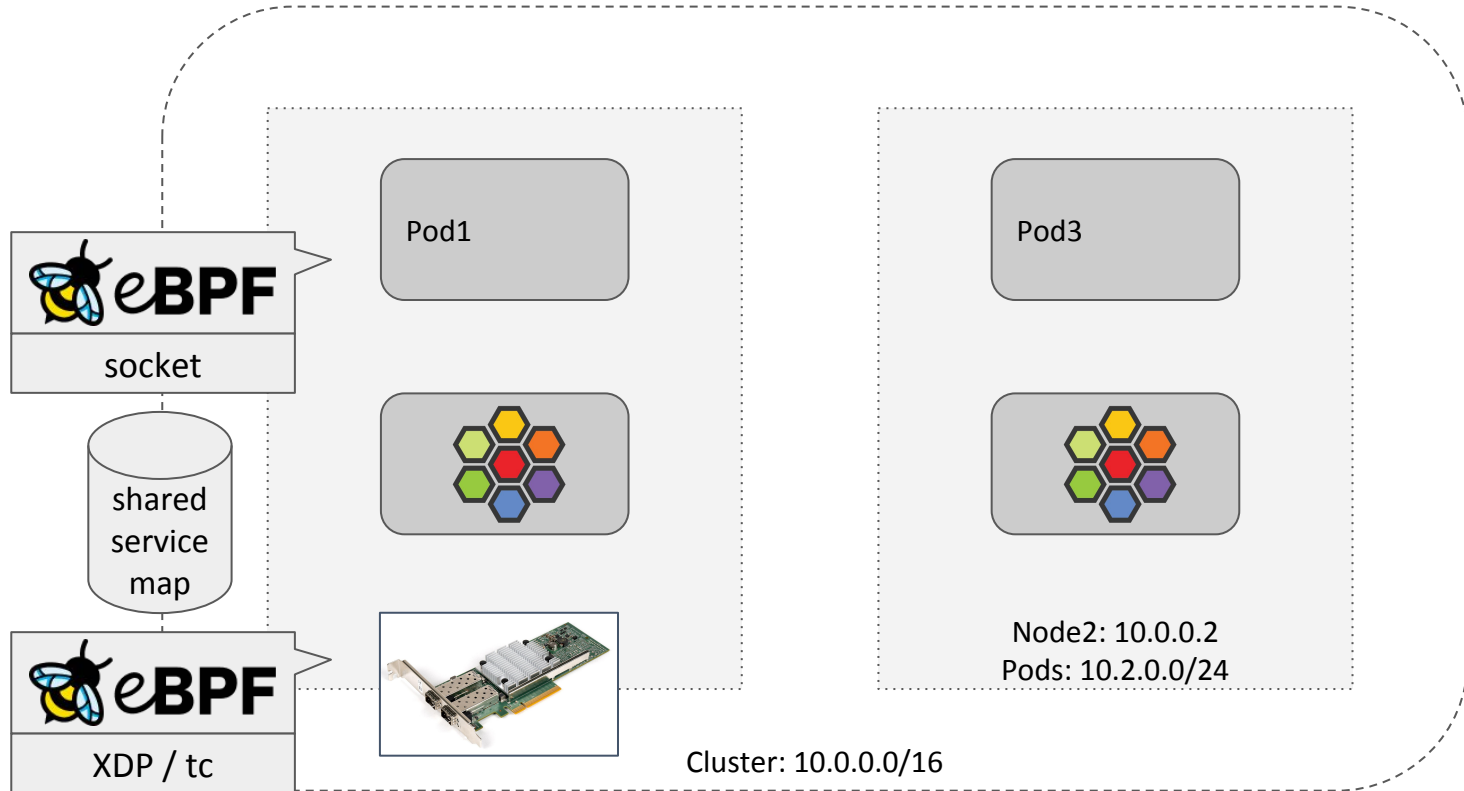 Pod1
Pod3
eBPF
socket
shared
service
map
Node2: 10.0.0.2
Pods: 10.2.0.0/24
eBPF
XDP / tc
Cluster: 10.0.0.0/16